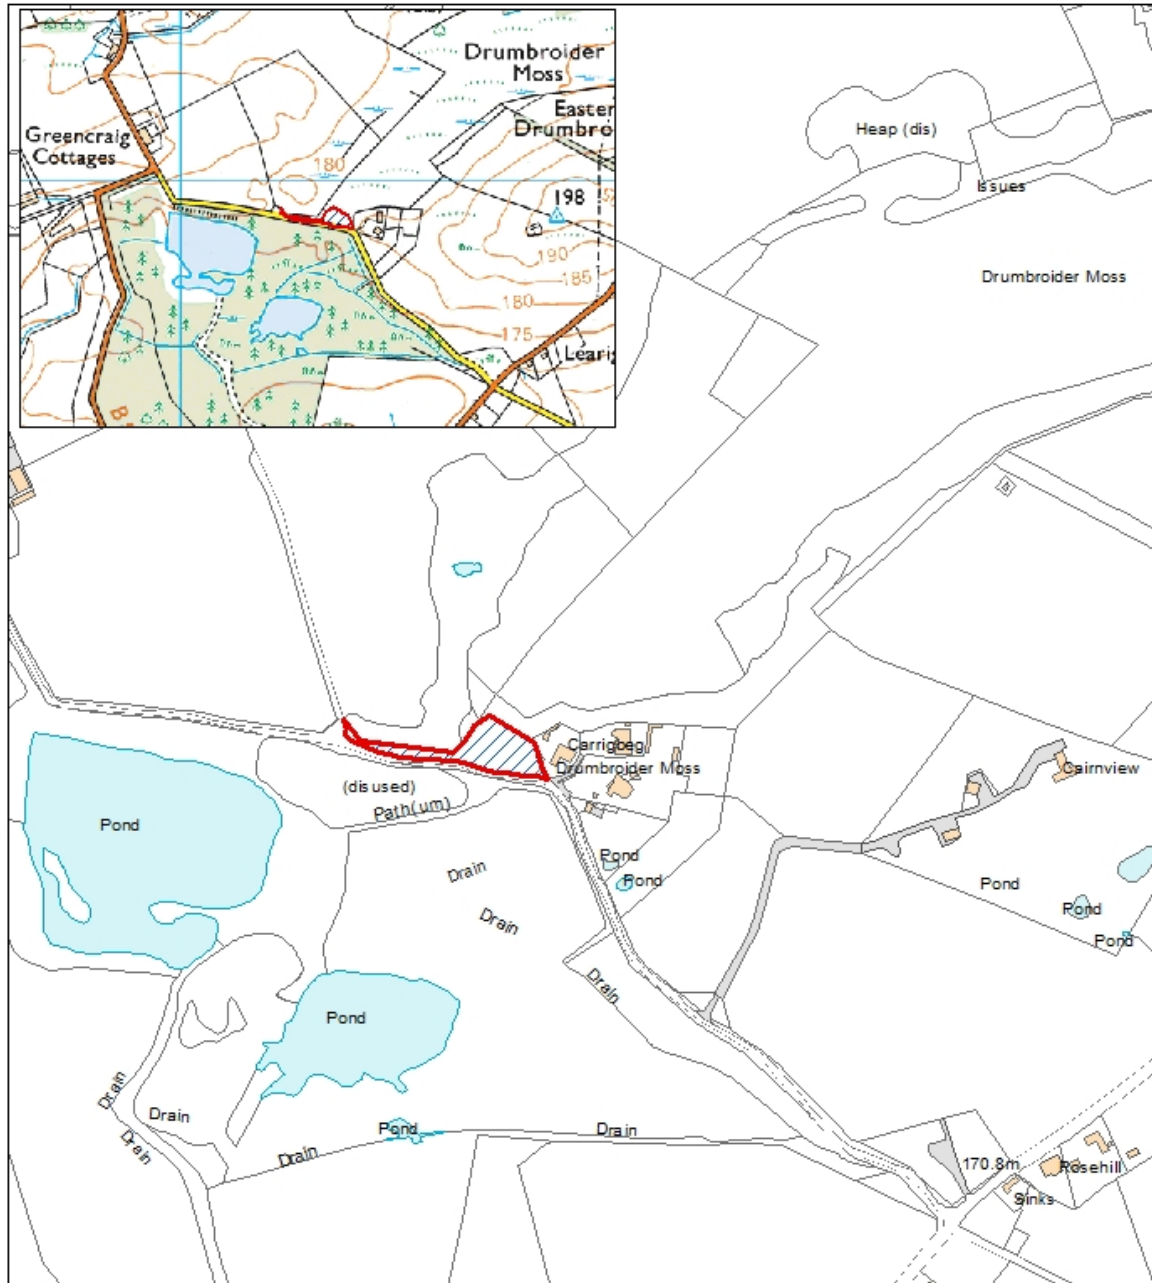 Drumbroider
Moss
Easter
Drumbro
Greencraig
Cottages
180
198
190
185
180
175
Leari
B
Heap (dis)
Issues
Drumbroider Moss
Carrigbeg
Drumbroider Moss
Cairnview
(disused)
Path(um)
Pond
Drain
Pond
Pond
Pond
Pond
Pond
Drain
Drain
Pond
Drain
Drain
Drain
Pond
Drain
Drain
170.8m
Rosehill
Sinks